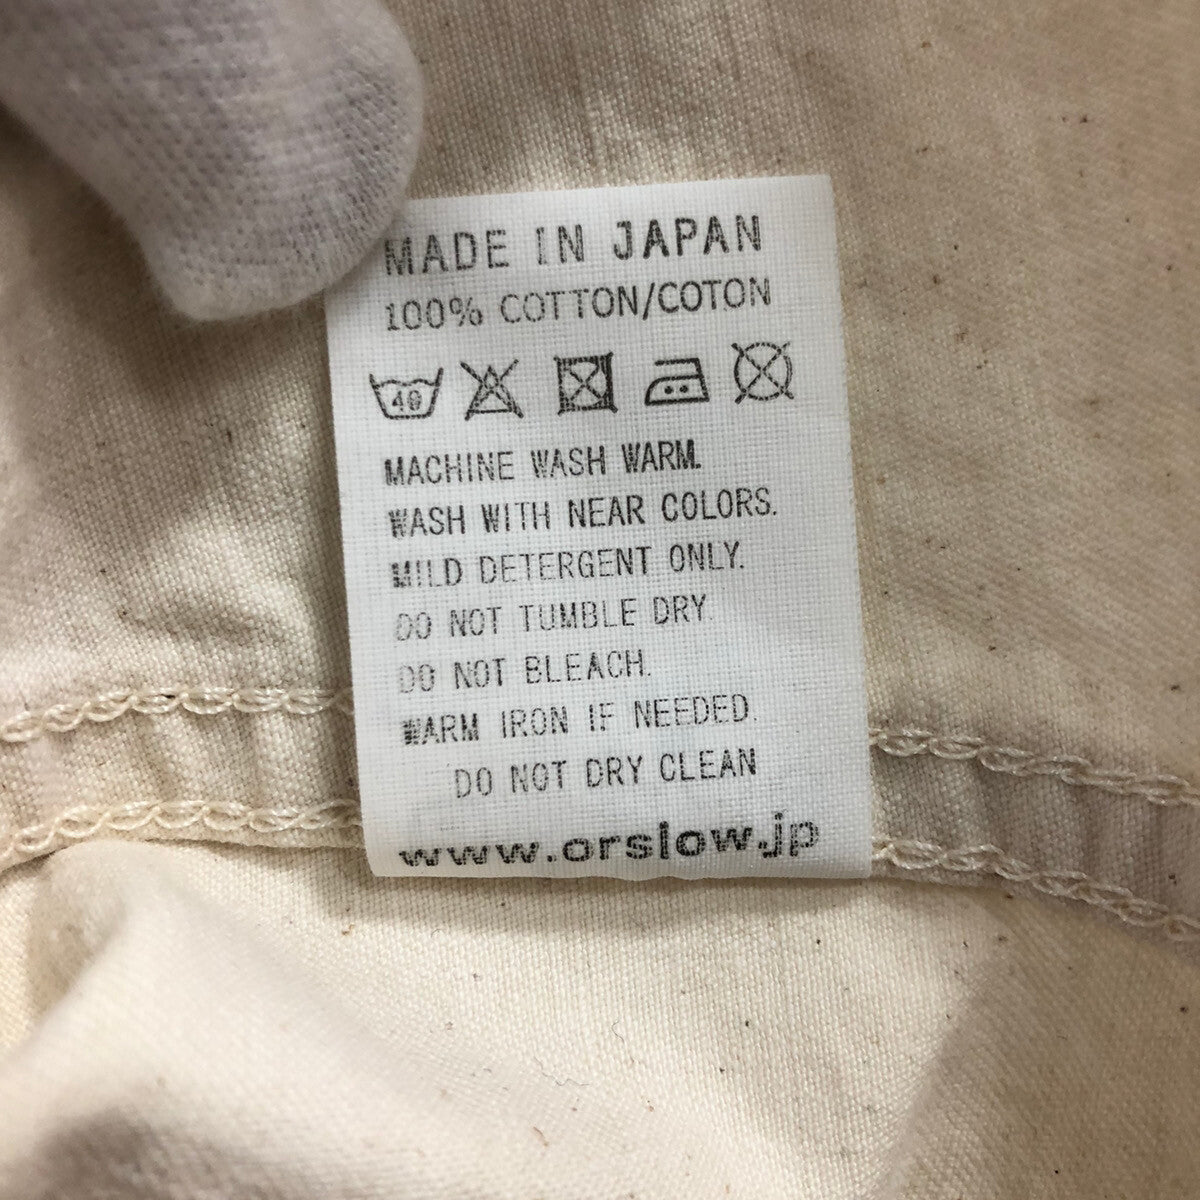 MADE IN JAPAN
100% COTTON/COTON
40
MACHINE WASH WARM.
WASH WITH NEAR COLORS.
MILD DETERGENT ONLY.
DO NOT TUMBLE DRY.
DO NOT BLEACH.
WARM IRON IF NEEDED.
DO NOT DRY CLEAN
www.orslow.jp